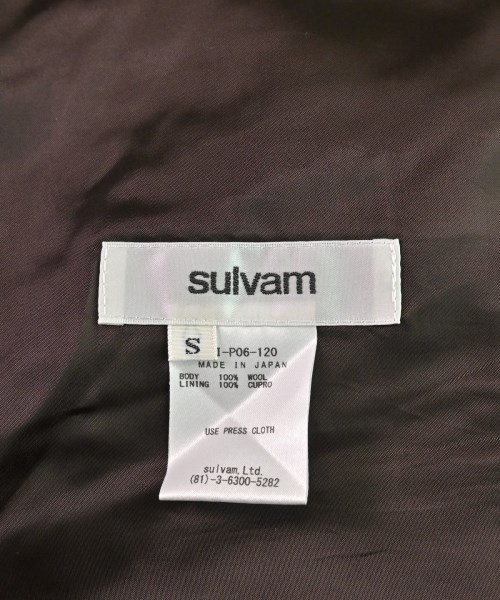 sulvam
S
-P06-120
MADE IN JAPAN
BODY 100% WOOL
LINING 100% CUPRO
USE PRESS CLOTH
sulvam,Ltd.
(81)-3-6300-5282